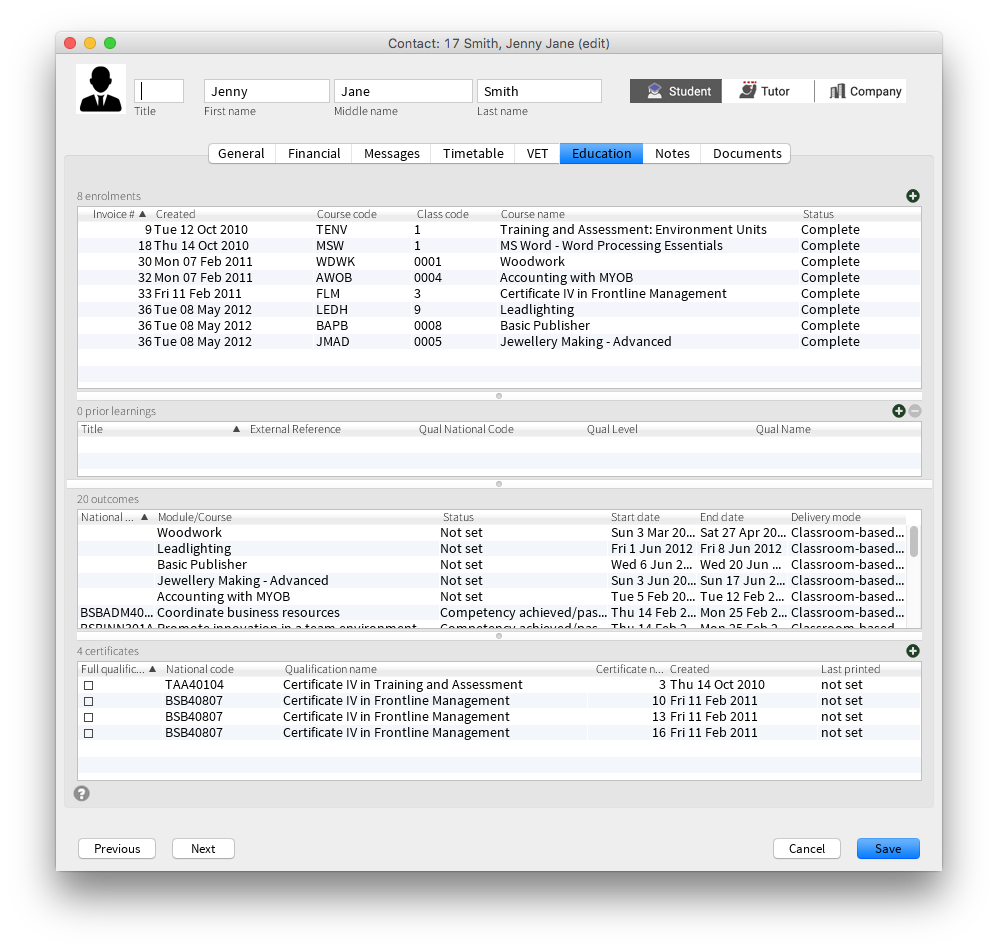 Contact: 17 Smith, Jenny Jane (edit)
Jenny Jane Smith Student Tutor Company
Title First name Middle name Last name
General Financial Messages Timetable VET Education Notes Documents
8 enrolments
Invoice # ▲ Created Course code Class code Course name Status
9 Tue 12 Oct 2010 TENV 1 Training and Assessment: Environment Units Complete
18 Thu 14 Oct 2010 MSW 1 MS Word - Word Processing Essentials Complete
30 Mon 07 Feb 2011 WDWK 0001 Woodwork Complete
32 Mon 07 Feb 2011 AWOB 0004 Accounting with MYOB Complete
33 Fri 11 Feb 2011 FLM 3 Certificate IV in Frontline Management Complete
36 Tue 08 May 2012 LEDH 9 Leadlighting Complete
36 Tue 08 May 2012 BAPB 0008 Basic Publisher Complete
36 Tue 08 May 2012 JMAD 0005 Jewellery Making - Advanced Complete
0 prior learnings
Title ▲ External Reference Qual National Code Qual Level Qual Name
20 outcomes
National ... ▲ Module/Course Status Start date End date Delivery mode
Woodwork Not set Sun 3 Mar 20... Sat 27 Apr 20... Classroom-based...
Leadlighting Not set Fri 1 Jun 2012 Fri 8 Jun 2012 Classroom-based...
Basic Publisher Not set Wed 6 Jun 2... Wed 20 Jun ... Classroom-based...
Jewellery Making - Advanced Not set Sun 3 Jun 20... Sun 17 Jun 2... Classroom-based...
Accounting with MYOB Not set Tue 5 Feb 20... Tue 12 Feb 2... Classroom-based...
BSBADM40... Coordinate business resources Competency achieved/pas... Thu 14 Feb 2... Mon 25 Feb 2... Classroom-based...
BSBINN301A Promote innovation in a team environment Competency achieved/pas... Thu 14 Feb 2... Mon 25 Feb 2... Classroom-based...
4 certificates
Full qualific... ▲ National code Qualification name Certificate n... Created Last printed
TAA40104 Certificate IV in Training and Assessment 3 Thu 14 Oct 2010 not set
BSB40807 Certificate IV in Frontline Management 10 Fri 11 Feb 2011 not set
BSB40807 Certificate IV in Frontline Management 13 Fri 11 Feb 2011 not set
BSB40807 Certificate IV in Frontline Management 16 Fri 11 Feb 2011 not set
?
Previous Next Cancel Save